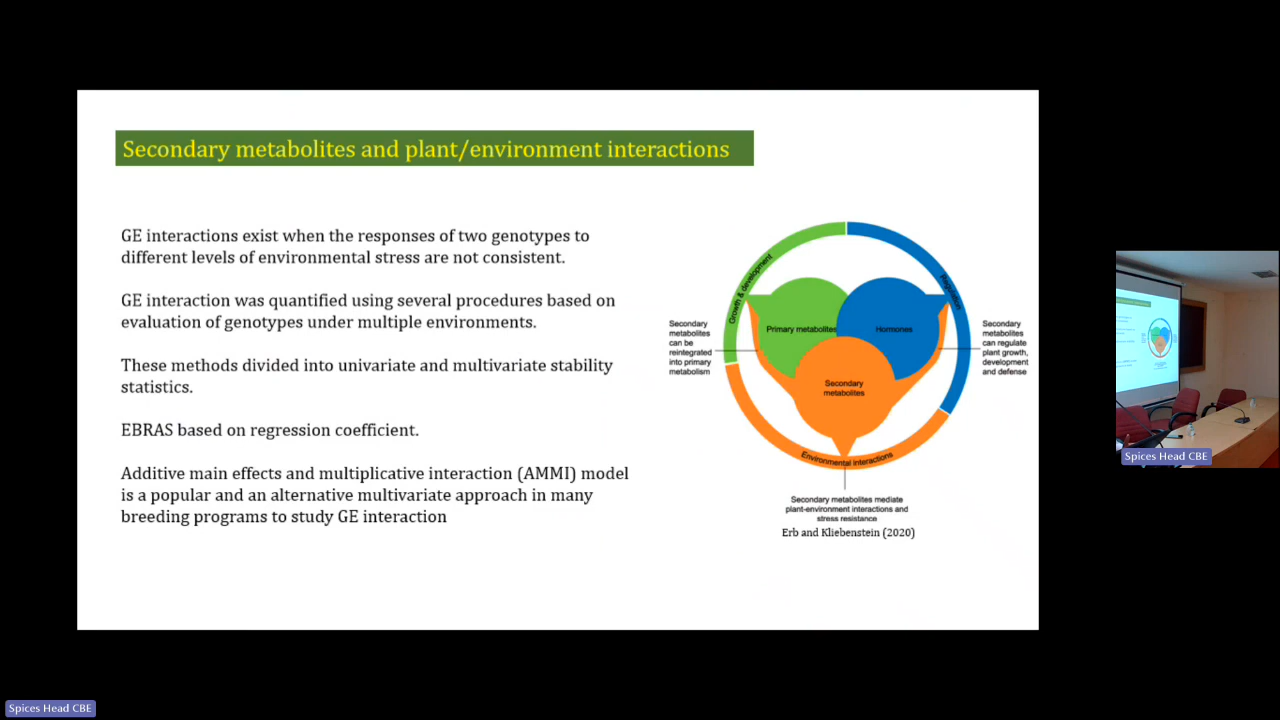 Secondary metabolites and plant/environment interactions
GE interactions exist when the responses of two genotypes to
different levels of environmental stress are not consistent.
GE interaction was quantified using several procedures based on
evaluation of genotypes under multiple environments.
These methods divided into univariate and multivariate stability
statistics.
EBRAS based on regression coefficient.
Additive main effects and multiplicative interaction (AMMI) model
is a popular and an alternative multivariate approach in many
breeding programs to study GE interaction
Growth & development
Regulation
Primary metabolites
Hormones
Secondary
metabolites
can be
reintegrated
into primary
metabolism
Secondary
metabolites
can regulate
plant growth,
development
and defense
Secondary
metabolites
Environmental interactions
Secondary metabolites mediate
plant-environment interactions and
stress resistance
Erb and Kliebenstein (2020)
Spices Head CBE
Spices Head CBE